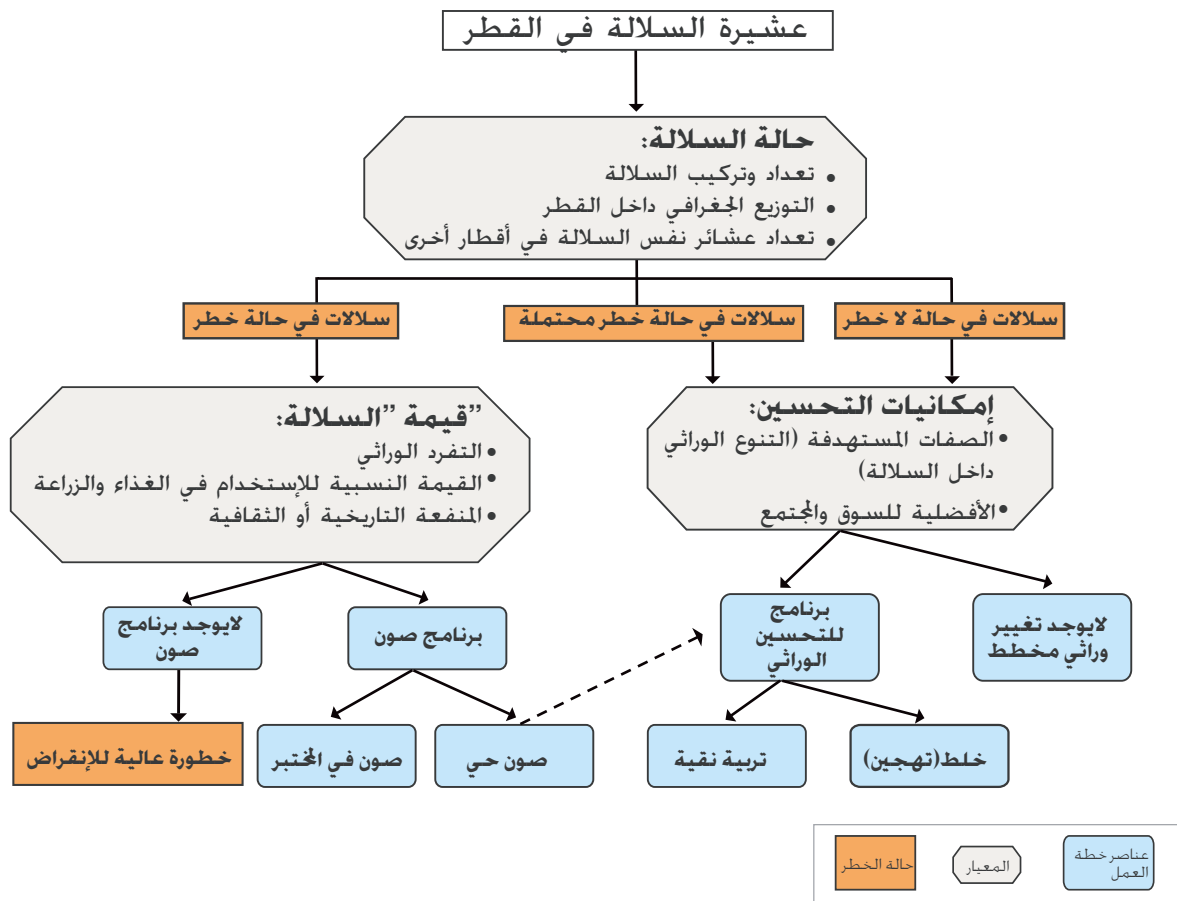 عشيرة السلالة في القطر
حالة السلالة:
• تعداد وتركيب السلالة
• التوزيع الجغرافي داخل القطر
• تعداد عشائر نفس السلالة في أقطار أخرى
سلالات في حالة لا خطر
سلالات في حالة خطر محتملة
سلالات في حالة خطر
إمكانيات التحسين:
• الصفات المستهدفة (التنوع الوراثي
داخل السلالة)
• الأفضلية للسوق والمجتمع
”قيمة ”السلالة:
• التفرد الوراثي
• القيمة النسبية للإستخدام في الغذاء والزراعة
• المنفعة التاريخية أو الثقافية
لايوجد تغيير
وراثي مخطط
برنامج
للتحسين
الوراثي
برنامج صون
لايوجد برنامج
صون
خلط(تهجين)
تربية نقية
صون حي
صون في المختبر
خطورة عالية للإنقراض
عناصر خطة
العمل
المعيار
حالة الخطر